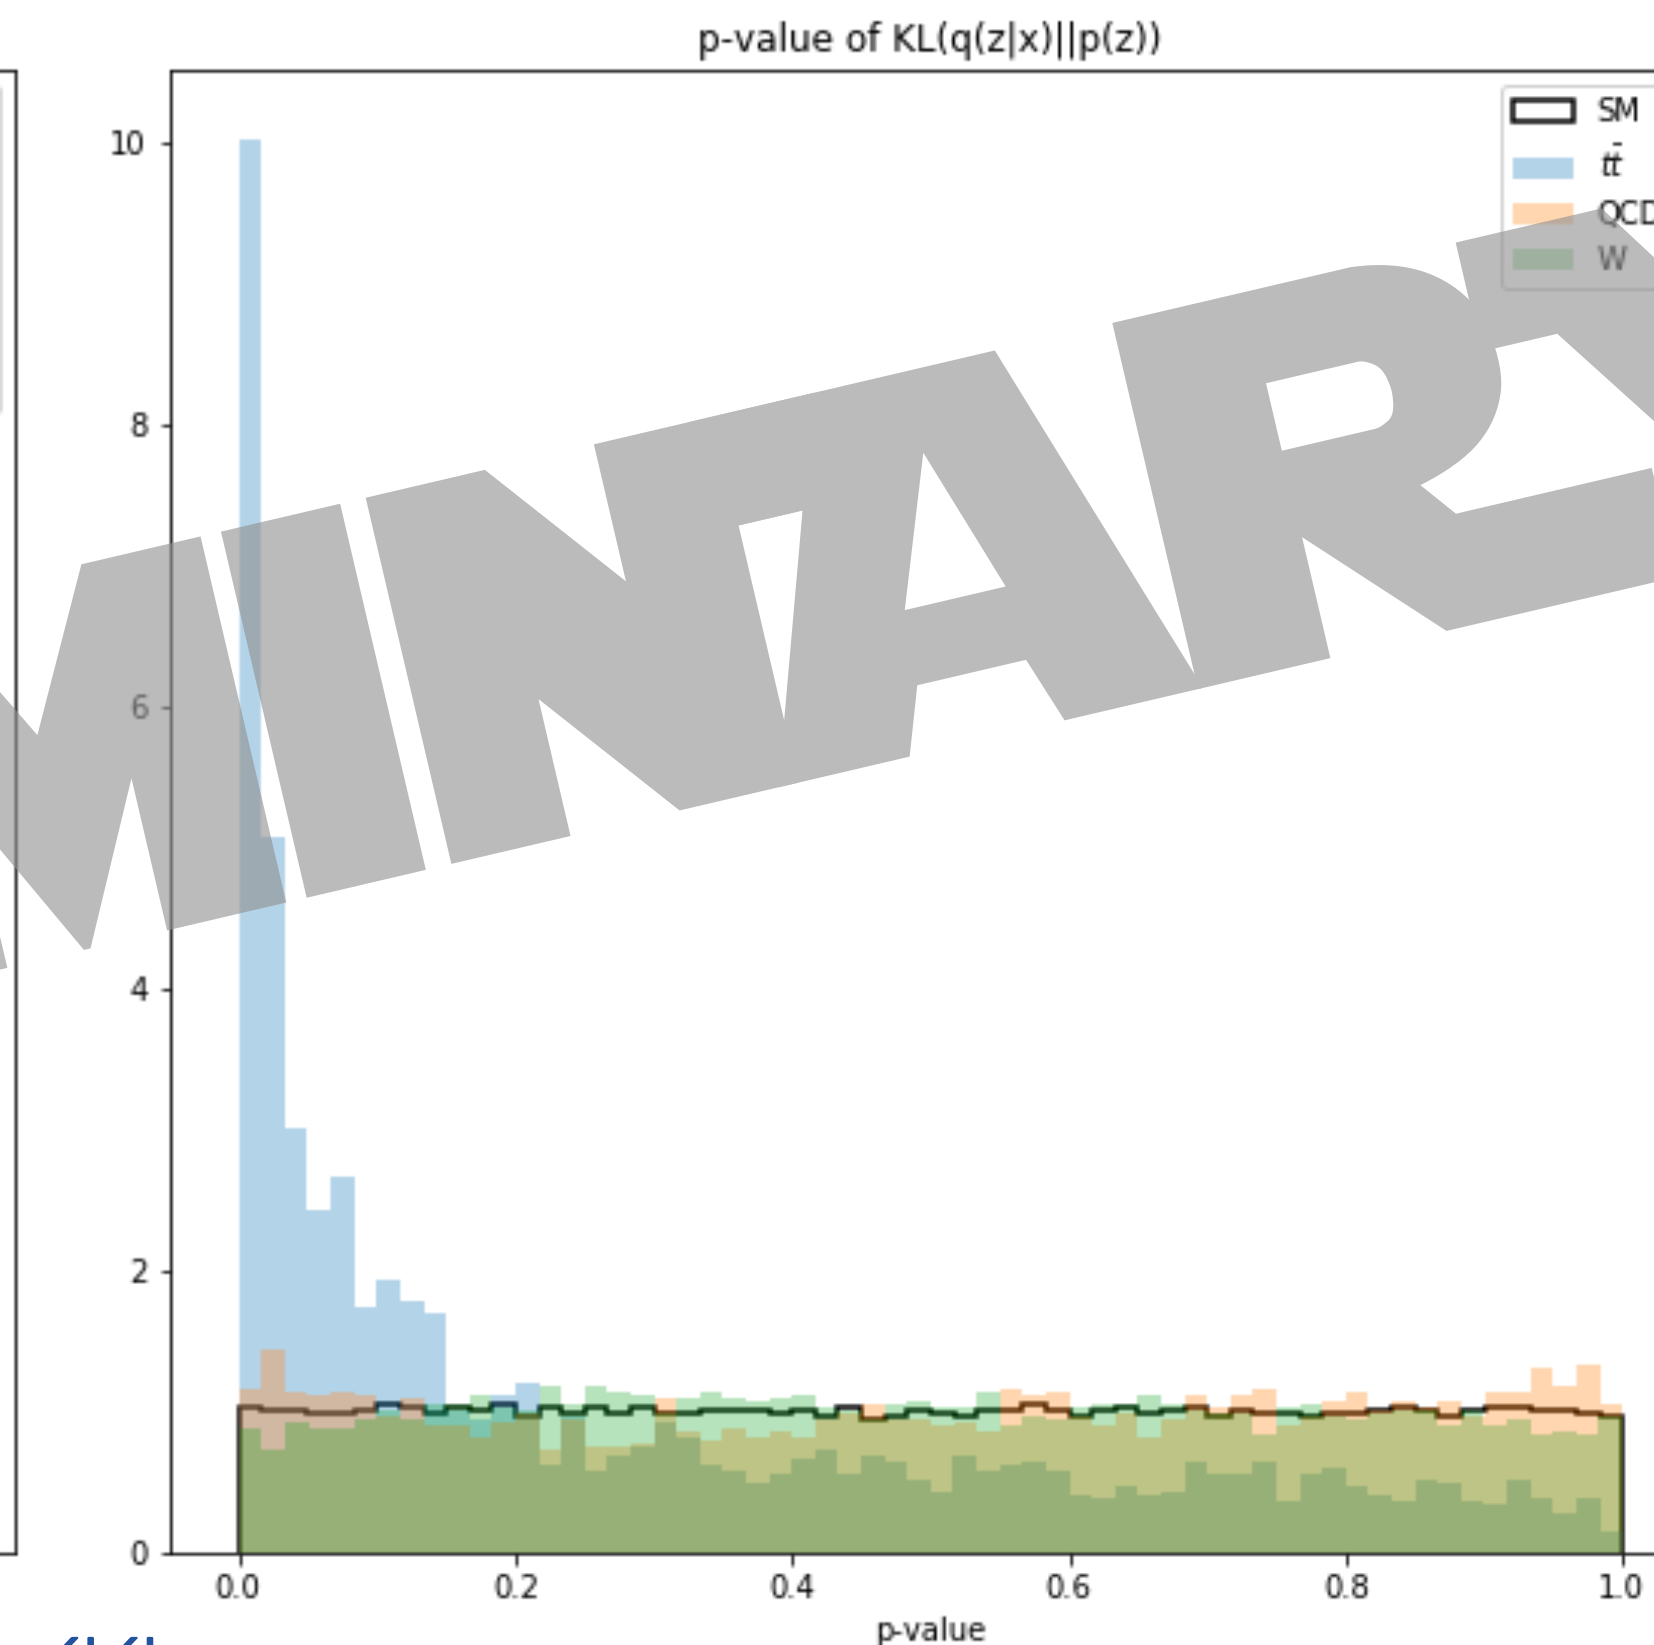 p-value of KL(q(z|x)||p(z))
SM
tt̄
QCD
W
MINARY
10
8
6
4
2
0
0.0 0.2 0.4 0.6 0.8 1.0
p-value